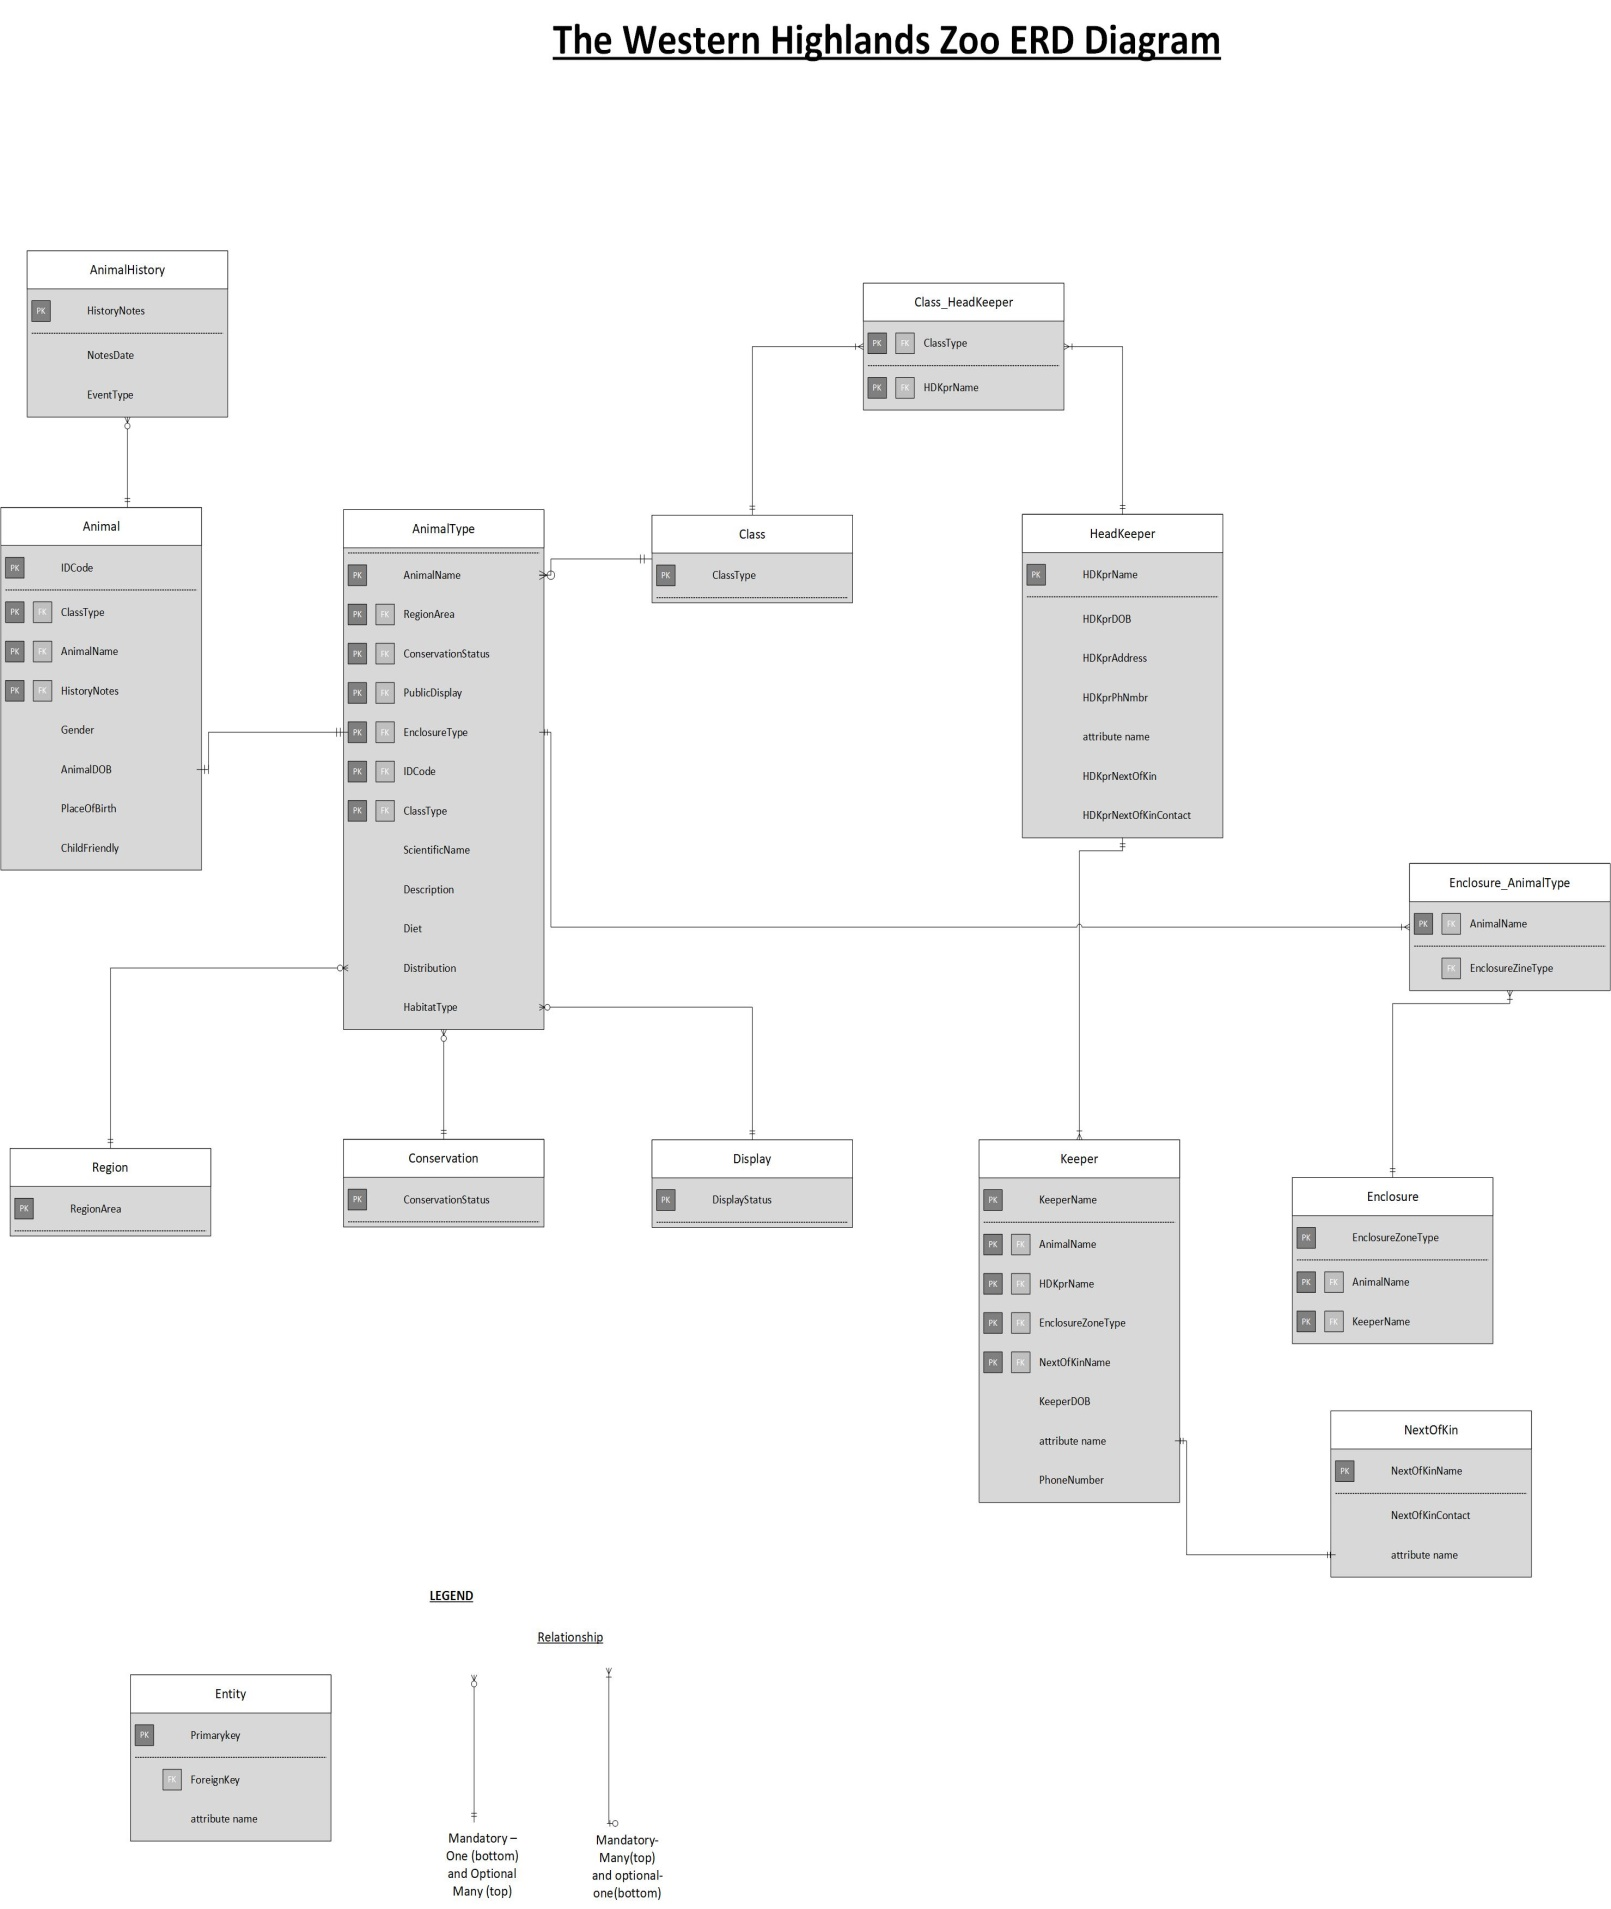 The Western Highlands Zoo ERD Diagram
AnimalHistory
PK HistoryNotes
NotesDate
EventType
Class_HeadKeeper
PK FK ClassType
PK FK HDKprName
Animal
PK IDCode
PK FK ClassType
PK FK AnimalName
PK FK HistoryNotes
Gender
AnimalDOB
PlaceOfBirth
ChildFriendly
AnimalType
PK AnimalName
PK FK RegionArea
PK FK ConservationStatus
PK FK PublicDisplay
PK FK EnclosureType
PK FK IDCode
PK FK ClassType
ScientificName
Description
Diet
Distribution
HabitatType
Class
PK ClassType
HeadKeeper
PK HDKprName
HDKprDOB
HDKprAddress
HDKprPhNmbr
attribute name
HDKprNextOfKin
HDKprNextOfKinContact
Enclosure_AnimalType
PK FK AnimalName
FK EnclosureZineType
Region
PK RegionArea
Conservation
PK ConservationStatus
Display
PK DisplayStatus
Keeper
PK KeeperName
PK FK AnimalName
PK FK HDKprName
PK FK EnclosureZoneType
PK FK NextOfKinName
KeeperDOB
attribute name
PhoneNumber
Enclosure
PK EnclosureZoneType
PK FK AnimalName
PK FK KeeperName
NextOfKin
PK NextOfKinName
NextOfKinContact
attribute name
LEGEND
Relationship
Entity
PK Primarykey
FK ForeignKey
attribute name
Mandatory –
One (bottom)
and Optional
Many (top)
Mandatory-
Many(top)
and optional-
one(bottom)